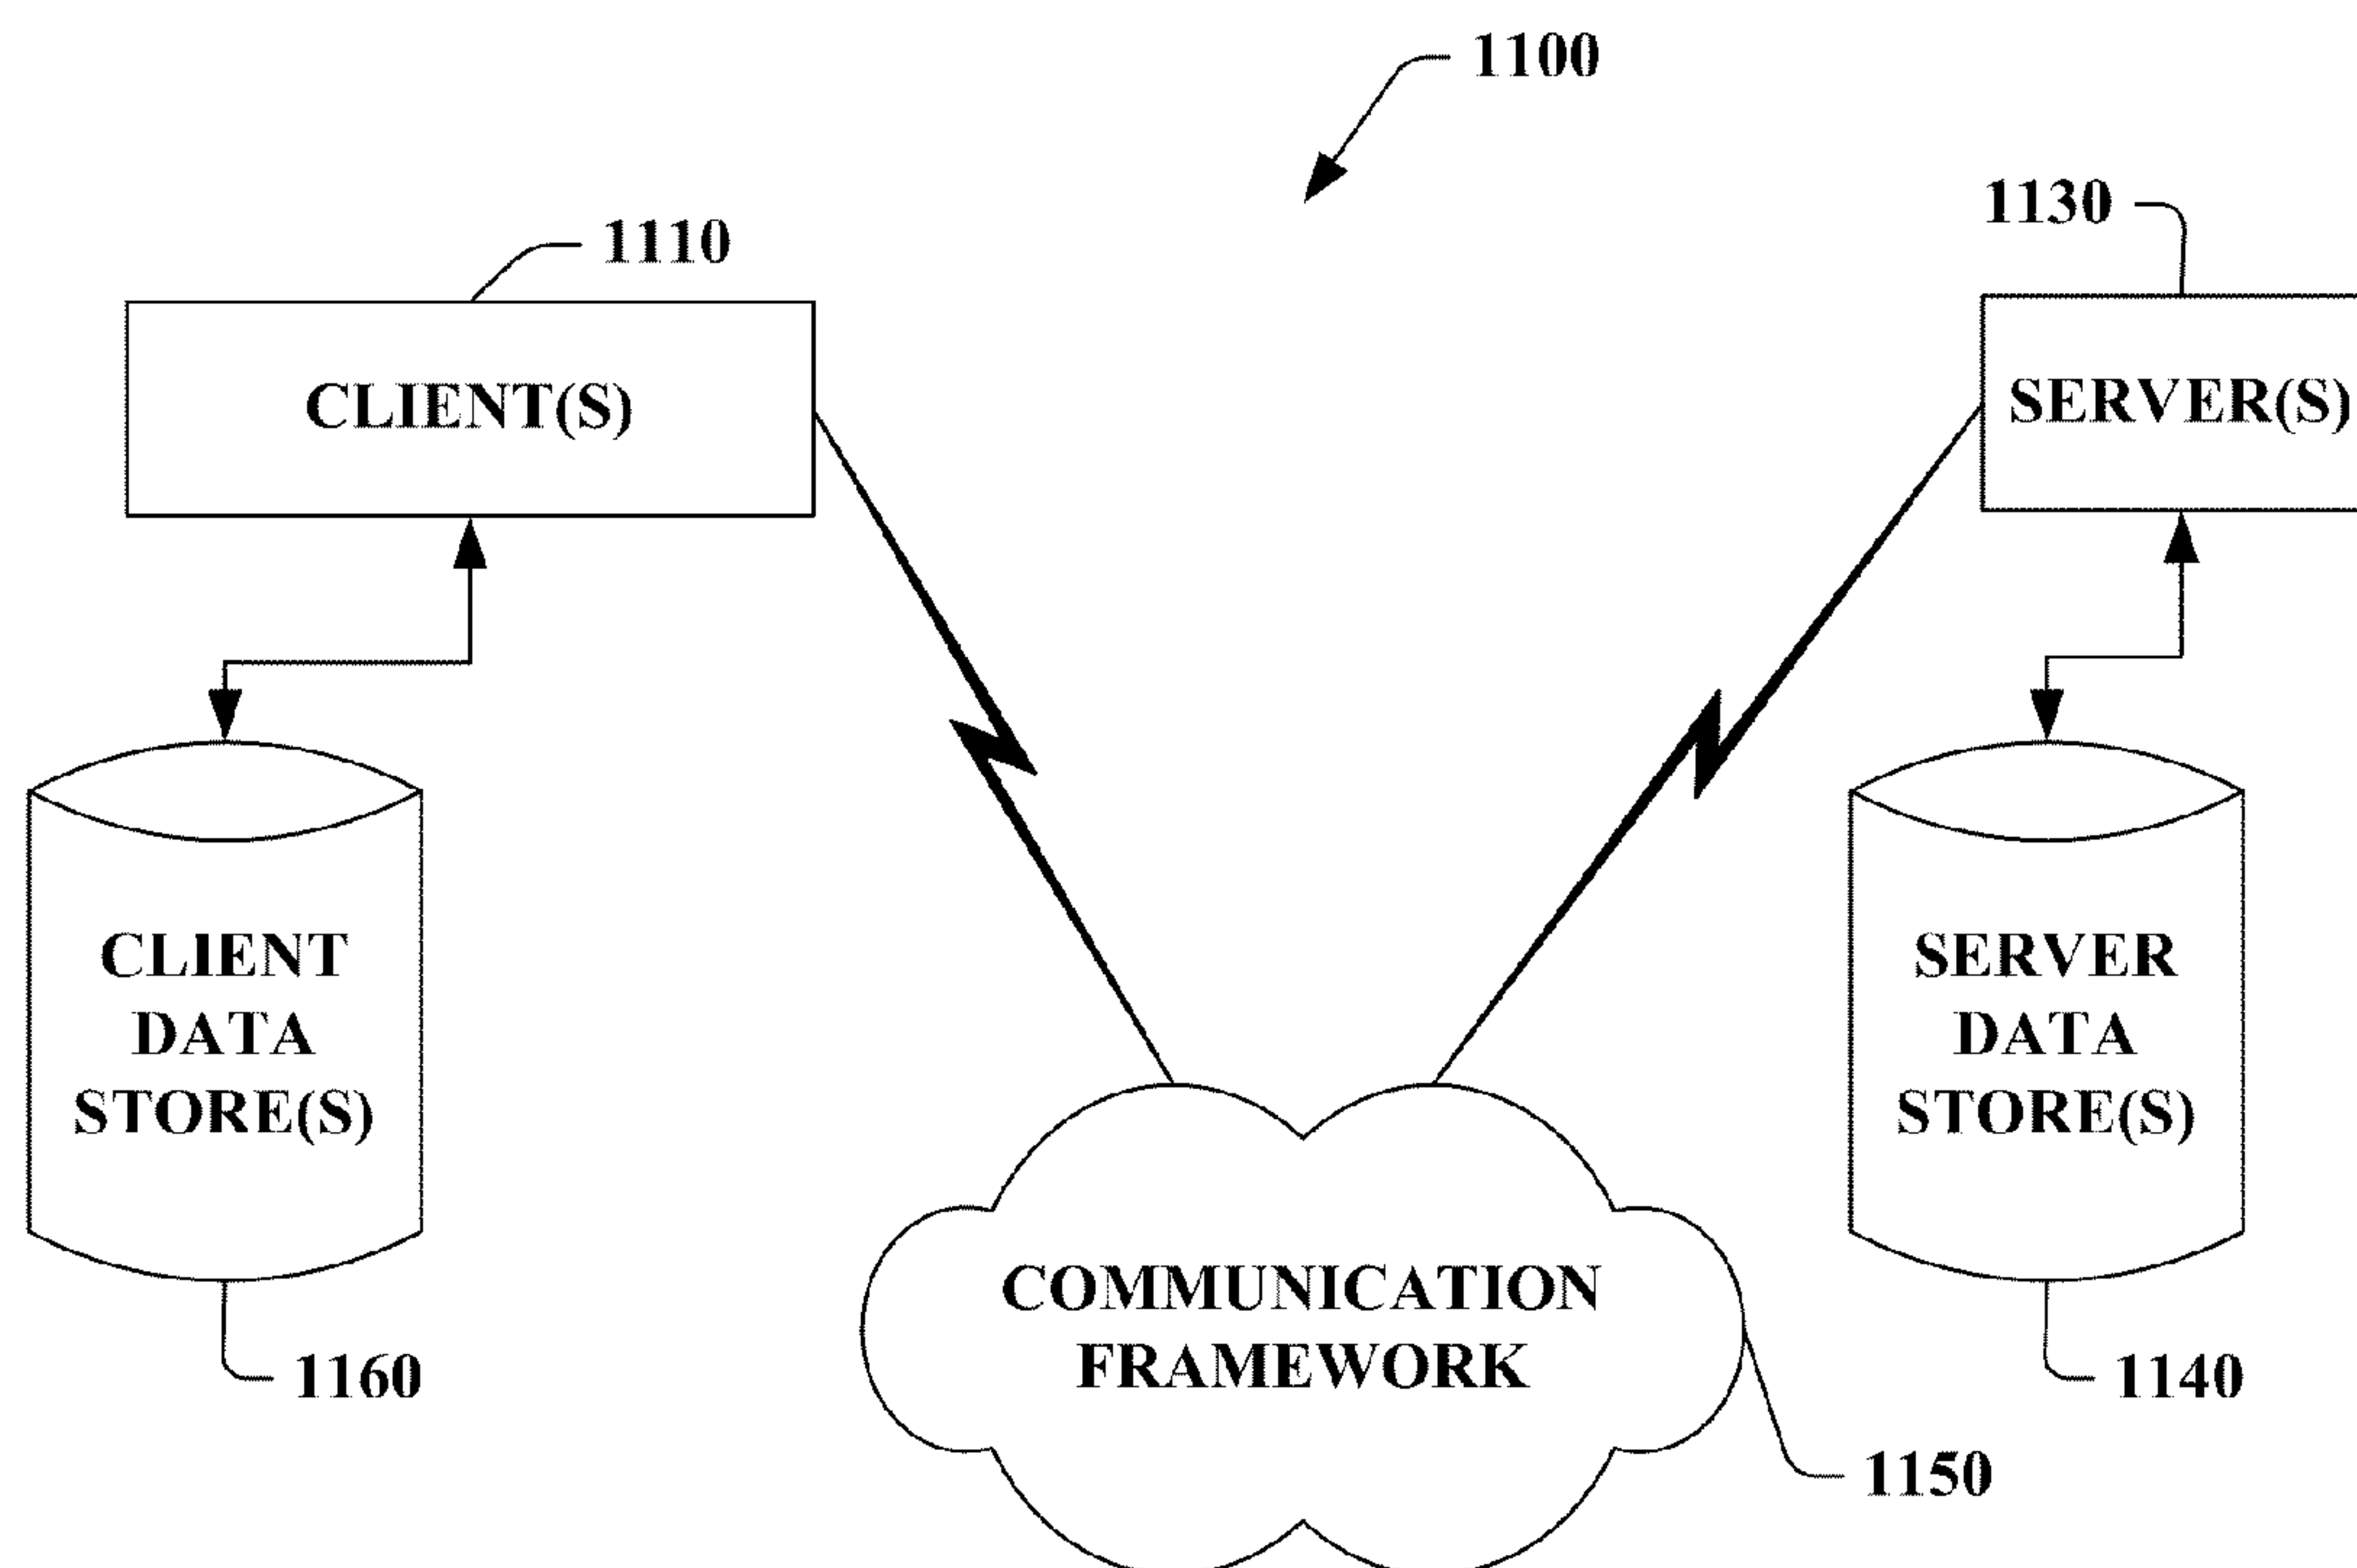 1100
1130
1110
CLIENT(S)
SERVER(S)
CLIENT
DATA
STORE(S)
SERVER
DATA
STORE(S)
COMMUNICATION
FRAMEWORK
1160
1140
1150